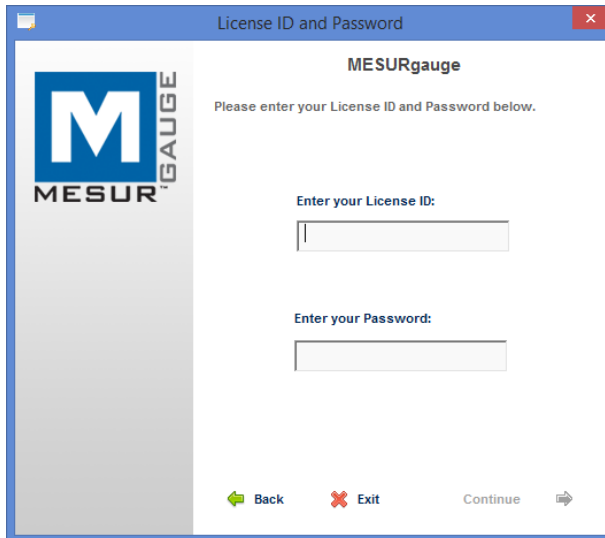 License ID and Password
M
GAUGE
MESUR™
MESURgauge
Please enter your License ID and Password below.
Enter your License ID:
Enter your Password:
Back Exit Continue